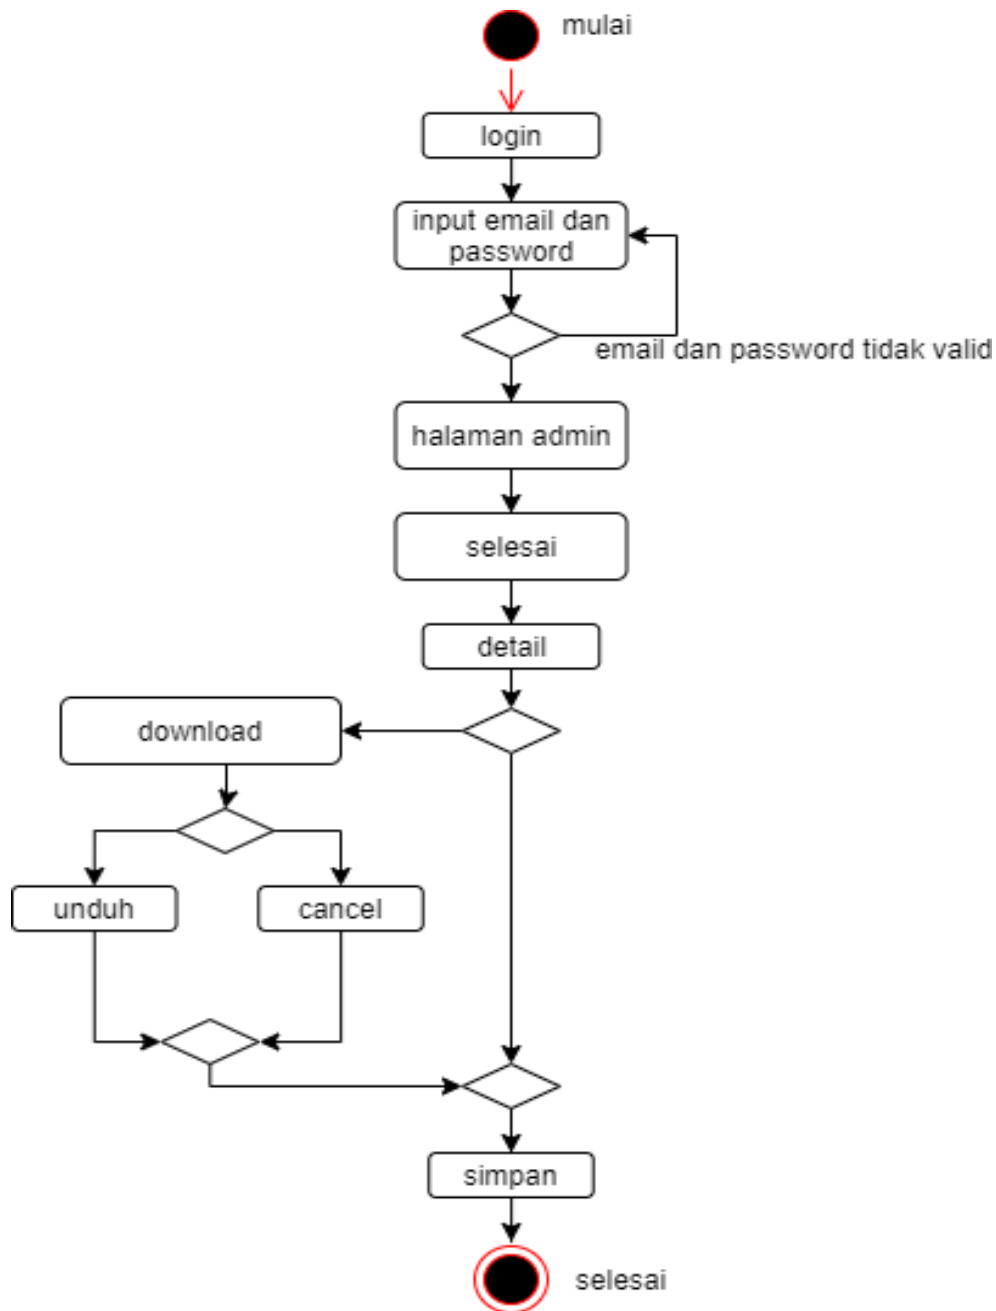 mulai
login
input email dan
password
email dan password tidak valid
halaman admin
selesai
detail
download
unduh
cancel
simpan
selesai